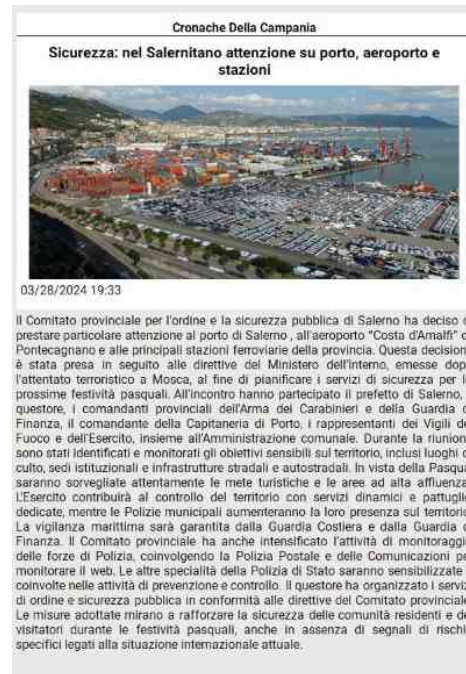 Cronache Della Campania
Sicurezza: nel Salernitano attenzione su porto, aeroporto e
stazioni
03/28/2024 19:33
Il Comitato provinciale per l'ordine e la sicurezza pubblica di Salerno ha deciso
prestare particolare attenzione al porto di Salerno , all'aeroporto "Costa d'Amalfi"
Pontecagnano e alle principali stazioni ferroviarie della provincia. Questa decision
è stata presa in seguito alle direttive del Ministero dell'Interno, emesse dop
l'attentato terroristico a Mosca, al fine di pianificare i servizi di sicurezza per l
prossime festività pasquali. All'incontro hanno partecipato il prefetto di Salerno,
questore, i comandanti provinciali dell'Arma dei Carabinieri e della Guardia
Finanza, il comandante della Capitaneria di Porto, i rappresentanti dei Vigili de
Fuoco e dell'Esercito, insieme all'Amministrazione comunale. Durante la riunion
sono stati identificati e monitorati gli obiettivi sensibili sul territorio, inclusi luoghi
culto, sedi istituzionali e infrastrutture stradali e autostradali. In vista della Pasqua
saranno sorvegliate attentamente le mete turistiche e le aree ad alta affluenza
L'Esercito contribuirà al controllo del territorio con servizi dinamici e pattugli
dedicate, mentre le Polizie municipali aumenteranno la loro presenza sul territorio
La vigilanza marittima sarà garantita dalla Guardia Costiera e dalla Guardia
Finanza. Il Comitato provinciale ha anche intensificato l'attività di monitoraggi
delle forze di Polizia, coinvolgendo la Polizia Postale e delle Comunicazioni pe
monitorare il web. Le altre specialità della Polizia di Stato saranno sensibilizzate
coinvolte nelle attività di prevenzione e controllo. Il questore ha organizzato i serviz
di ordine e sicurezza pubblica in conformità alle direttive del Comitato provinciale
Le misure adottate mirano a rafforzare la sicurezza delle comunità residenti e de
visitatori durante le festività pasquali, anche in assenza di segnali di rischi
specifici legati alla situazione internazionale attuale.